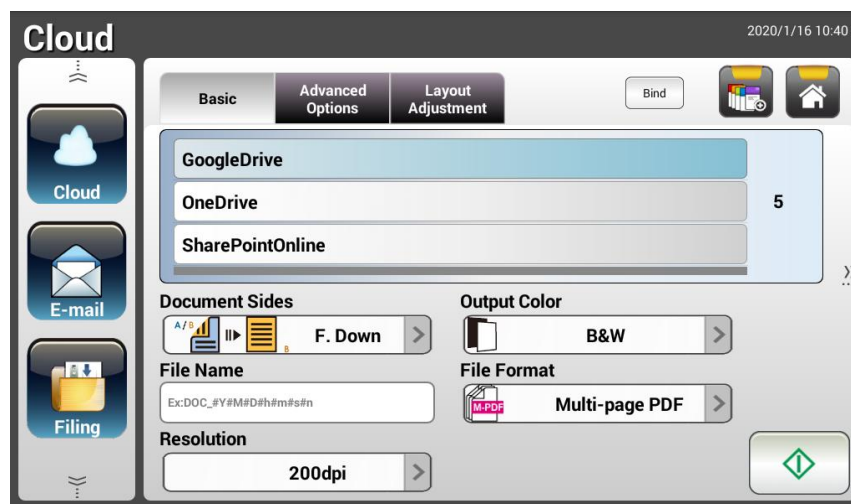 Cloud
2020/1/16 10:40
Basic
Advanced
Options
Layout
Adjustment
Bind
Cloud
GoogleDrive
OneDrive
5
SharePointOnline
E-mail
Document Sides
Output Color
A/B
B
F. Down
B&W
File Name
File Format
Ex:DOC_#Y#M#D#h#m#s#n
M-PDF
Multi-page PDF
Filing
Resolution
200dpi